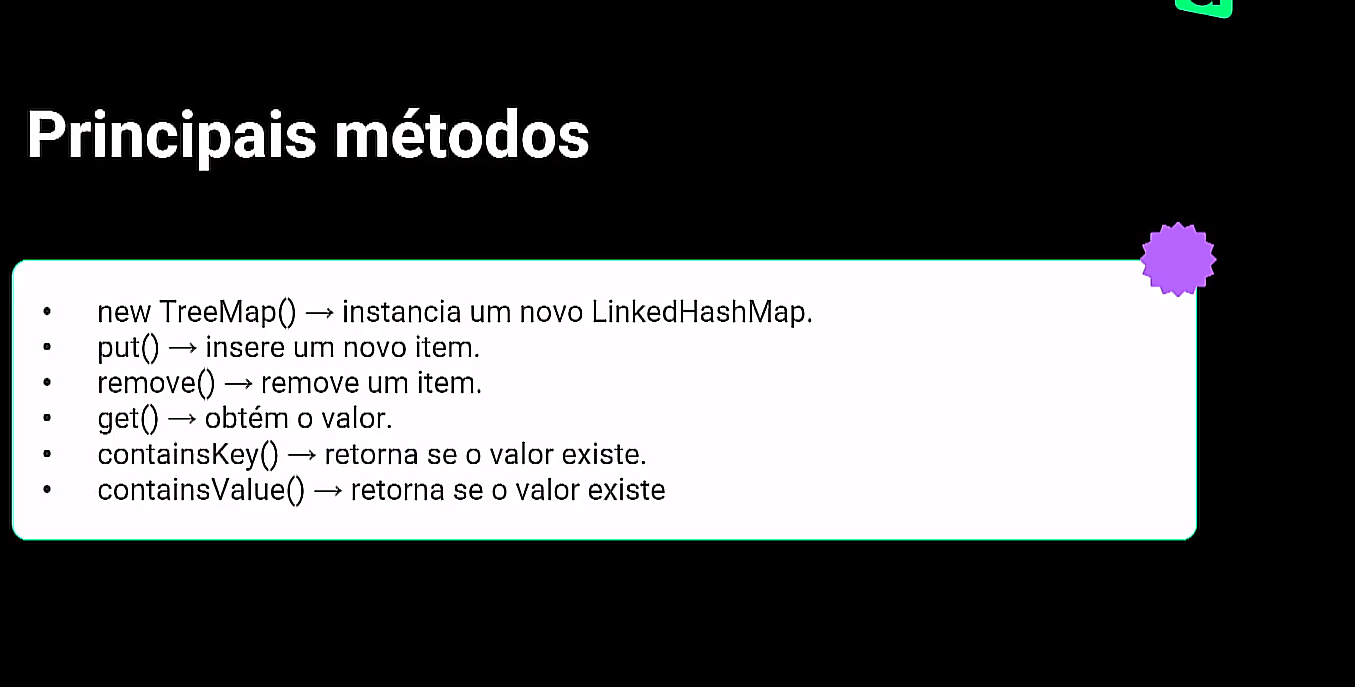 Principais métodos
• new TreeMap() → instancia um novo LinkedHashMap.
• put() → insere um novo item.
• remove() → remove um item.
• get() → obtém o valor.
• containsKey() → retorna se o valor existe.
• containsValue() → retorna se o valor existe